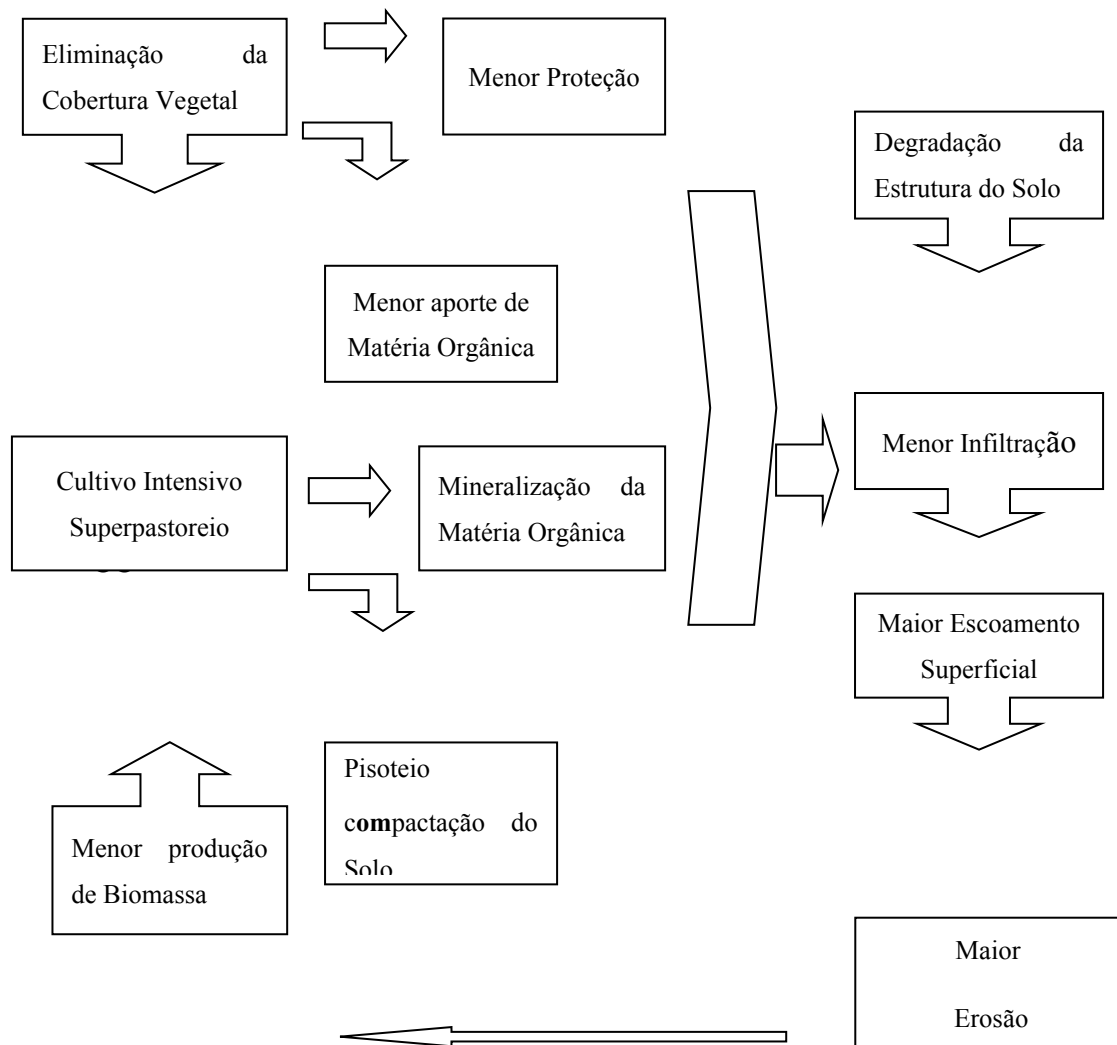 Eliminação da
Cobertura Vegetal
Menor Proteção
Degradação da
Estrutura do Solo
Menor aporte de
Matéria Orgânica
Cultivo Intensivo
Superpastoreio
Mineralização da
Matéria Orgânica
Menor Infiltração
Maior Escoamento
Superficial
Pisoteio
compactação do
Solo
Menor produção
de Biomassa
Maior
Erosão